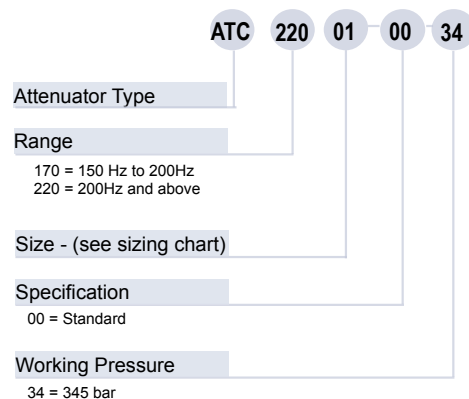 ATC 220 01 00 34
Attenuator Type
Range
170 = 150 Hz to 200Hz
220 = 200Hz and above
Size - (see sizing chart)
Specification
00 = Standard
Working Pressure
34 = 345 bar